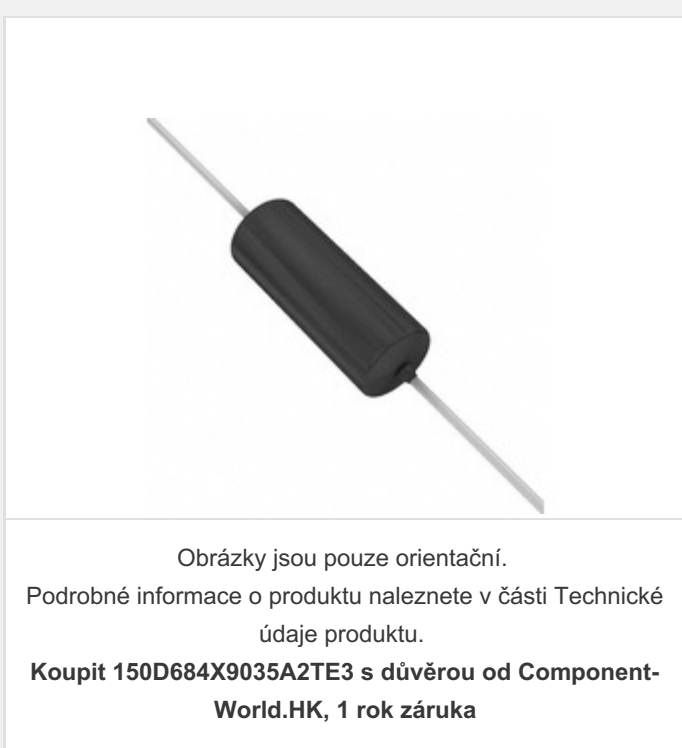 Obrázky jsou pouze orientační.
Podrobné informace o produktu naleznete v části Technické
údaje produktu.
Koupit 150D684X9035A2TE3 s důvěrou od Component-
World.HK, 1 rok záruka